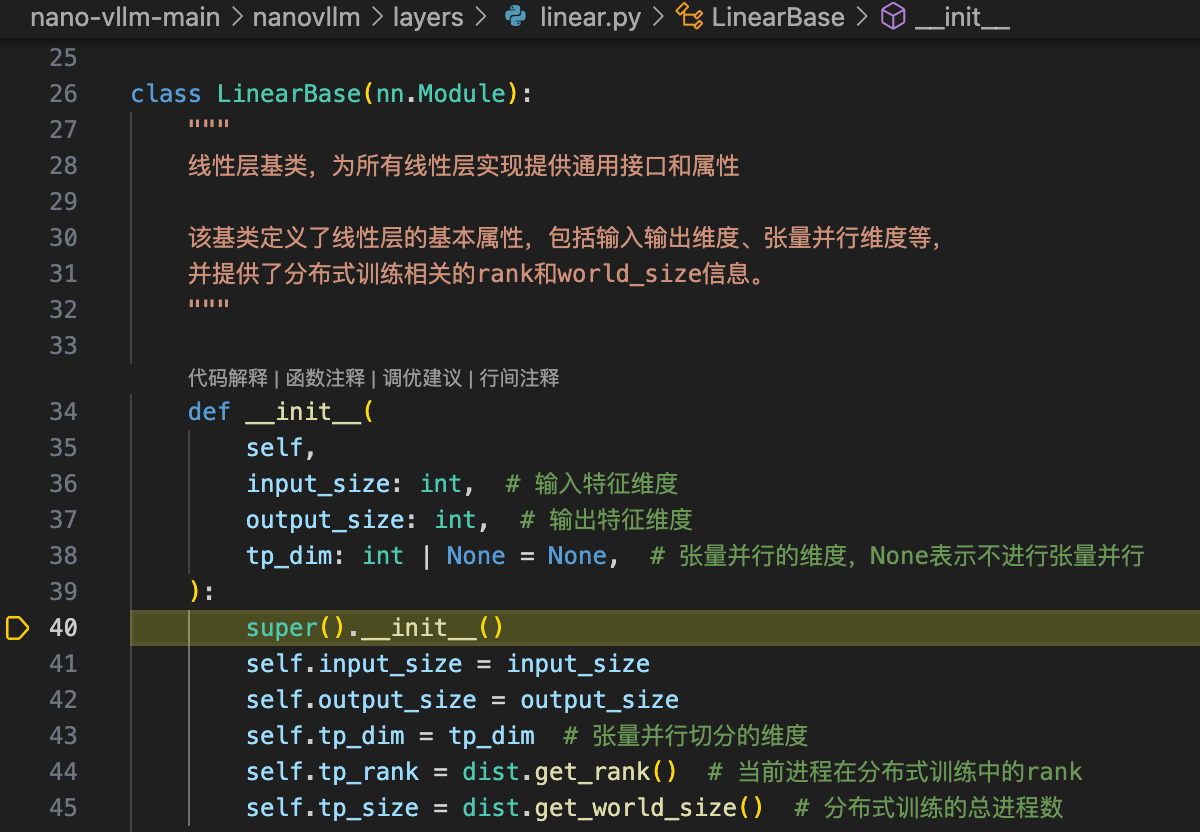 nano-vllm-main > nanovllm > layers > linear.py > LinearBase > __init__
25
26 class LinearBase(nn.Module):
27 """
28 线性层基类，为所有线性层实现提供通用接口和属性
29
30 该基类定义了线性层的基本属性，包括输入输出维度、张量并行维度等，
31 并提供了分布式训练相关的rank和world_size信息。
32 """
33
代码解释 | 函数注释 | 调优建议 | 行间注释
34 def __init__(
35 self,
36 input_size: int,  # 输入特征维度
37 output_size: int,  # 输出特征维度
38 tp_dim: int | None = None,  # 张量并行的维度，None表示不进行张量并行
39 ):
40 super().__init__()
41 self.input_size = input_size
42 self.output_size = output_size
43 self.tp_dim = tp_dim  # 张量并行切分的维度
44 self.tp_rank = dist.get_rank()  # 当前进程在分布式训练中的rank
45 self.tp_size = dist.get_world_size()  # 分布式训练的总进程数